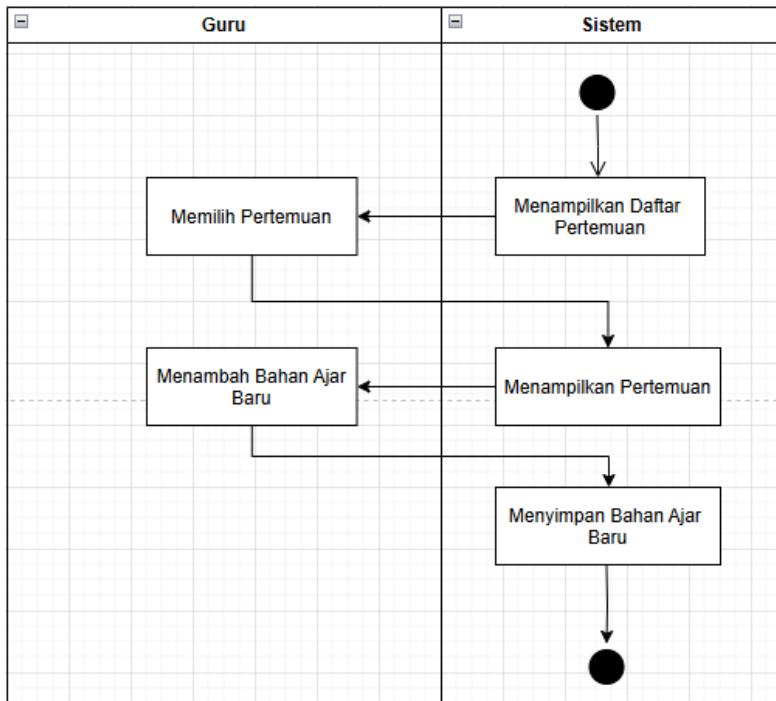 Guru
Sistem
Menampilkan Daftar
Pertemuan
Memilih Pertemuan
Menampilkan Pertemuan
Menambah Bahan Ajar
Baru
Menyimpan Bahan Ajar
Baru